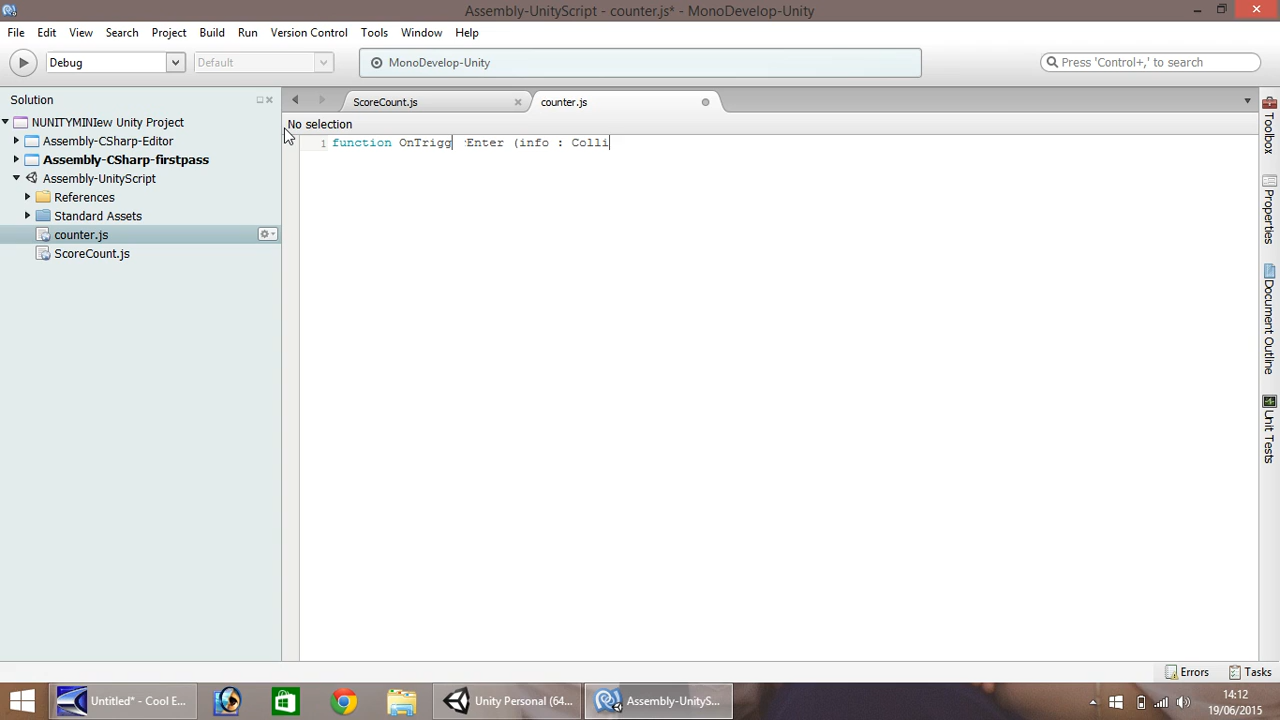 Assembly-UnityScript - counter.js* - MonoDevelop-Unity
File Edit View Search Project Build Run Version Control Tools Window Help
Debug Default MonoDevelop-Unity Press 'Control+,' to search
Solution
ScoreCount.js counter.js
NUNITYMINIew Unity Project
No selection
Assembly-CSharp-Editor
1 function OnTrigg Enter (info : Colli
Assembly-CSharp-firstpass
Assembly-UnityScript
References
Standard Assets
counter.js
ScoreCount.js
Toolbox
Properties
Document Outline
Unit Tests
Errors Tasks
Untitled* - Cool E... Unity Personal (64... Assembly-UnityS...
14:12
19/06/2015